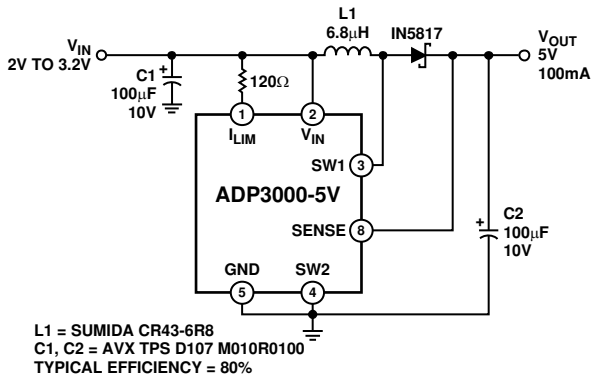 L1
6.8µH
IN5817
VIN
2V TO 3.2V
VOUT
5V
100mA
C1
100µF
10V
+
120Ω
1
2
ILIM
VIN
SW1
3
ADP3000-5V
SENSE
8
C2
100µF
10V
+
GND
SW2
5
4
L1 = SUMIDA CR43-6R8
C1, C2 = AVX TPS D107 M010R0100
TYPICAL EFFICIENCY = 80%